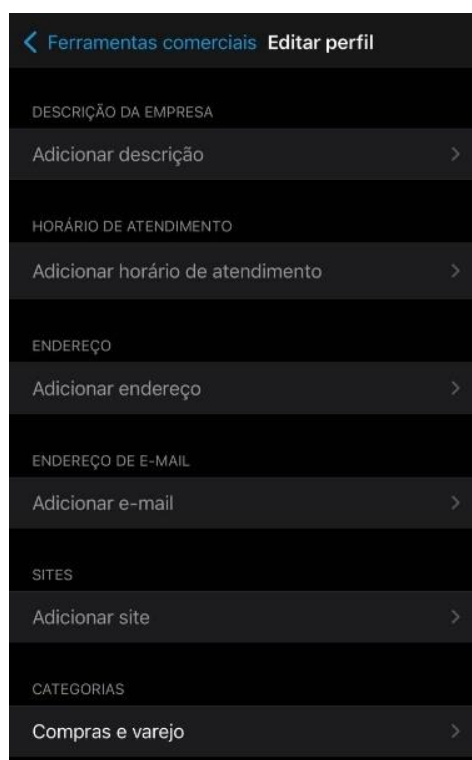 Ferramentas comerciais Editar perfil
DESCRIÇÃO DA EMPRESA
Adicionar descrição
HORÁRIO DE ATENDIMENTO
Adicionar horário de atendimento
ENDEREÇO
Adicionar endereço
ENDEREÇO DE E-MAIL
Adicionar e-mail
SITES
Adicionar site
CATEGORIAS
Compras e varejo